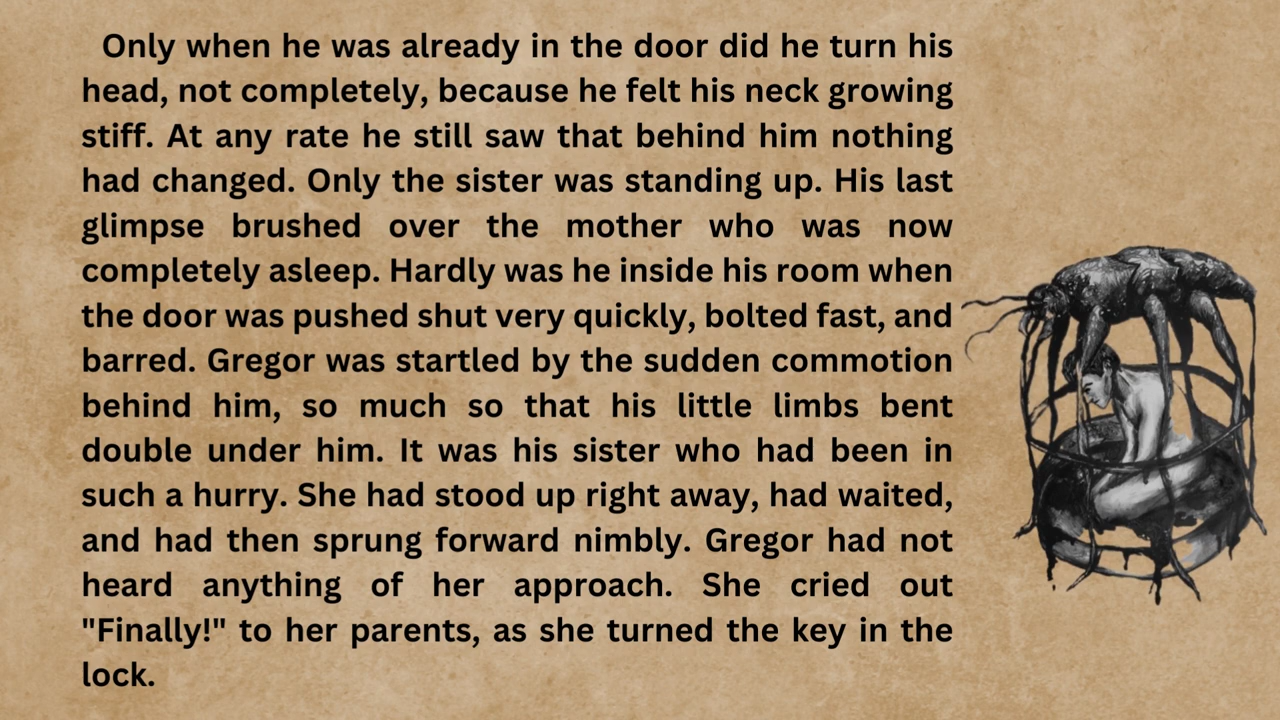 Only when he was already in the door did he turn his
head, not completely, because he felt his neck growing
stiff. At any rate he still saw that behind him nothing
had changed. Only the sister was standing up. His last
glimpse brushed over the mother who was now
completely asleep. Hardly was he inside his room when
the door was pushed shut very quickly, bolted fast, and
barred. Gregor was startled by the sudden commotion
behind him, so much so that his little limbs bent
double under him. It was his sister who had been in
such a hurry. She had stood up right away, had waited,
and had then sprung forward nimbly. Gregor had not
heard anything of her approach. She cried out
"Finally!" to her parents, as she turned the key in the
lock.